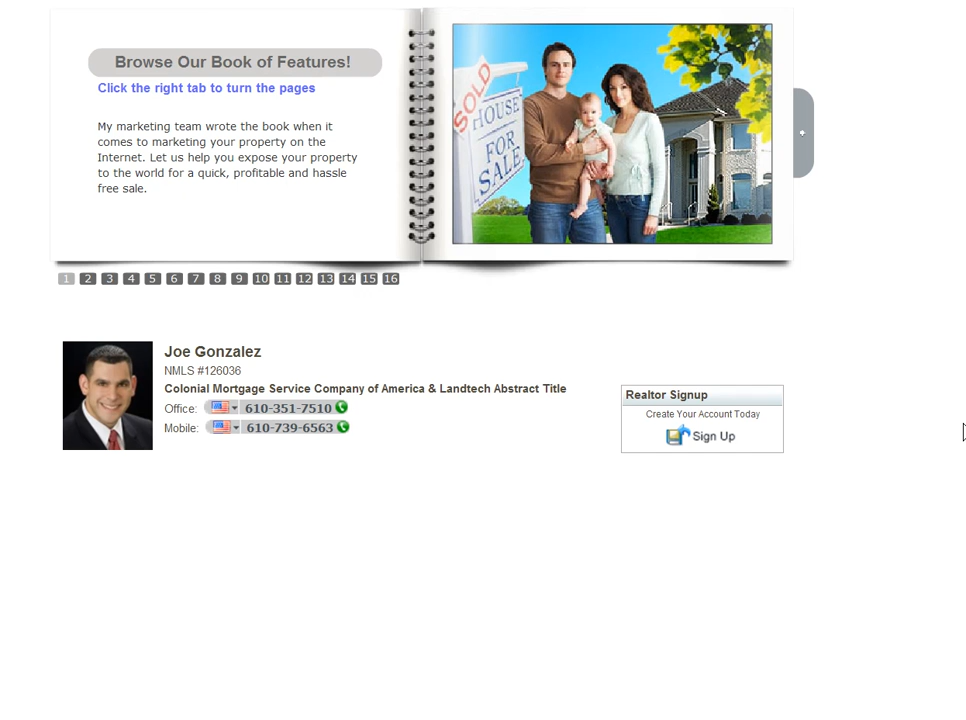 Browse Our Book of Features!
Click the right tab to turn the pages
My marketing team wrote the book when it
comes to marketing your property on the
Internet. Let us help you expose your property
to the world for a quick, profitable and hassle
free sale.
SOLD
HOUSE
FOR
SALE
1 2 3 4 5 6 7 8 9 10 11 12 13 14 15 16
Joe Gonzalez
NMLS #126036
Colonial Mortgage Service Company of America & Landtech Abstract Title
Office: 610-351-7510
Mobile: 610-739-6563
Realtor Signup
Create Your Account Today
Sign Up